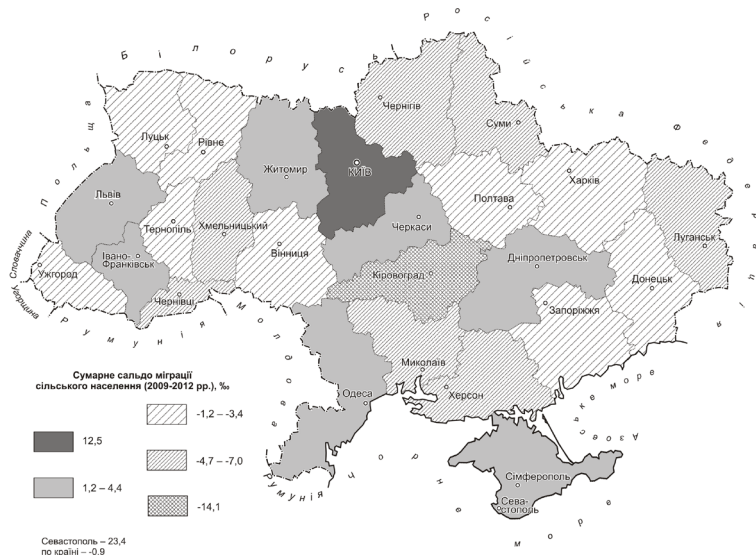 Білорусь
Російська Федерація
Польща
Словаччина
Угорщина
Румунія
Молдова
Румунія
Чорне море
Азовське море
Чернігів
Суми
Луцьк
Рівне
Житомир
КИЇВ
Львів
Тернопіль
Хмельницький
Вінниця
Черкаси
Полтава
Харків
Луганськ
Івано-
Франківськ
Ужгород
Чернівці
Кіровоград
Дніпропетровськ
Донецьк
Запоріжжя
Миколаїв
Херсон
Одеса
Сімферополь
Сева-
стополь
Сумарне сальдо міграції
сільського населення (2009-2012 рр.), ‰
12,5
1,2 – 4,4
-1,2 – -3,4
-4,7 – -7,0
-14,1
Севастополь – 23,4
по країні – -0,9